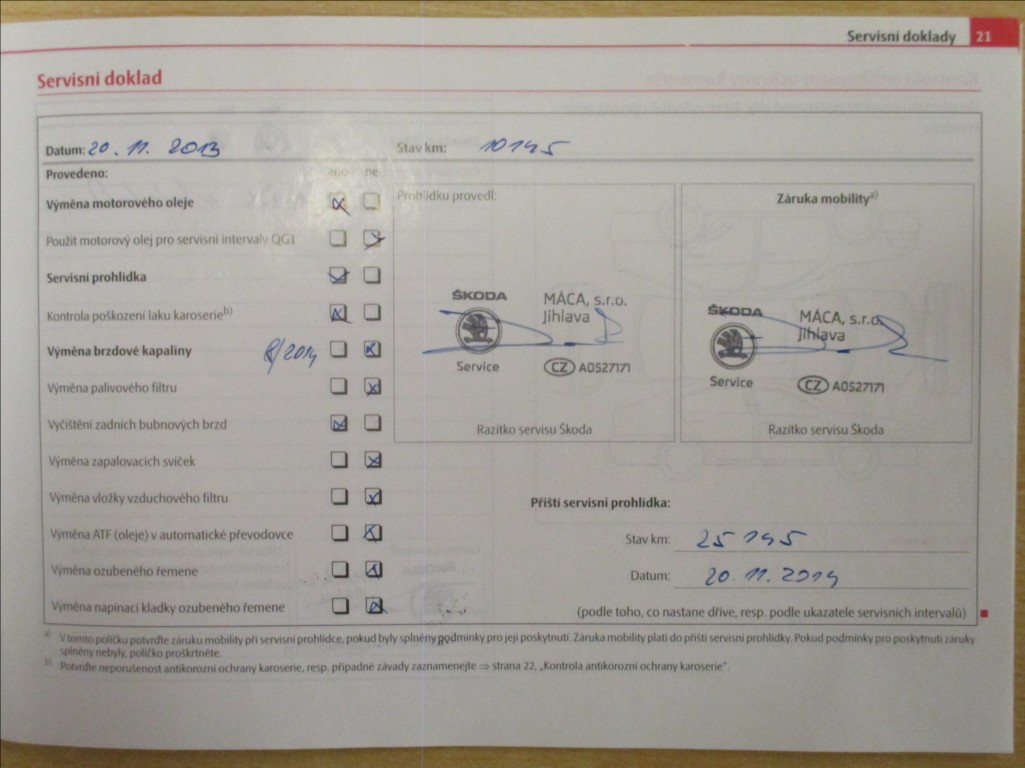 Servisní doklady 21
Servisní doklad
Datum: 20. 11. 2013 Stav km: 10145
Provedeno: ano ne
Výměna motorového oleje
Použit motorový olej pro servisní intervaly QG1
Servisní prohlídka
Kontrola poškození laku karoserieb)
Výměna brzdové kapaliny 8/2014
Výměna palivového filtru
Vyčištění zadních bubnových brzd
Výměna zapalovacích svíček
Výměna vložky vzduchového filtru
Výměna ATF (oleje) v automatické převodovce
Výměna ozubeného řemene
Výměna napínací kladky ozubeného řemene
Prohlídku provedl:
ŠKODA MÁCA, s.r.o.
Jihlava
Service CZ A0527171
Razítko servisu Škoda
Záruka mobilitya)
ŠKODA MÁCA, s.r.o.
Jihlava
Service CZ A0527171
Razítko servisu Škoda
Příští servisní prohlídka:
Stav km: 25 145
Datum: 20. 11. 2014
(podle toho, co nastane dříve, resp. podle ukazatele servisních intervalů)
a) V tomto políčku potvrďte záruku mobility při servisní prohlídce, pokud byly splněny podmínky pro její poskytnutí. Záruka mobility platí do příští servisní prohlídky. Pokud podmínky pro poskytnutí záruky
splněny nebyly, políčko proškrtněte.
b) Potvrďte neporušenost antikorozní ochrany karoserie, resp. případné závady zaznamenejte ⇒ strana 22, „Kontrola antikorozní ochrany karoserie“.